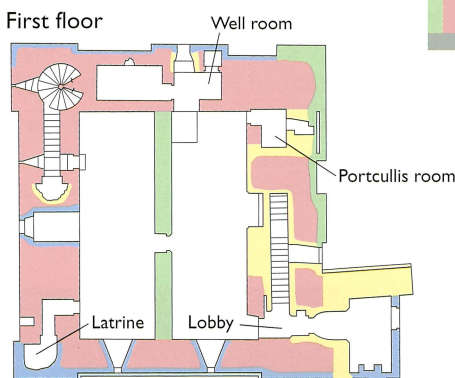 First floor
Well room
Portcullis room
Latrine
Lobby